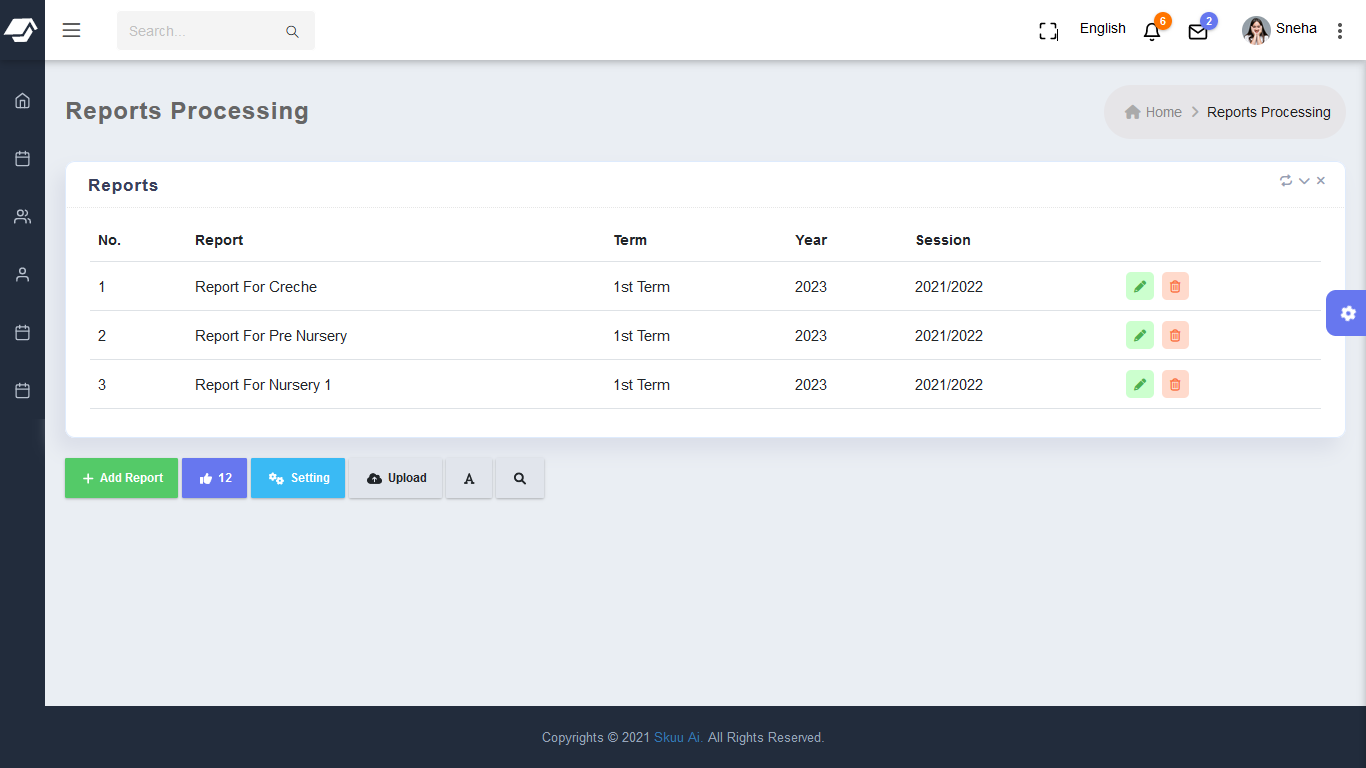 Search...
English
6
2
Sneha
Reports Processing
Home Reports Processing
Reports
No. Report Term Year Session
1 Report For Creche 1st Term 2023 2021/2022
2 Report For Pre Nursery 1st Term 2023 2021/2022
3 Report For Nursery 1 1st Term 2023 2021/2022
Add Report 12 Setting Upload A
Copyrights © 2021 Skuu Ai. All Rights Reserved.